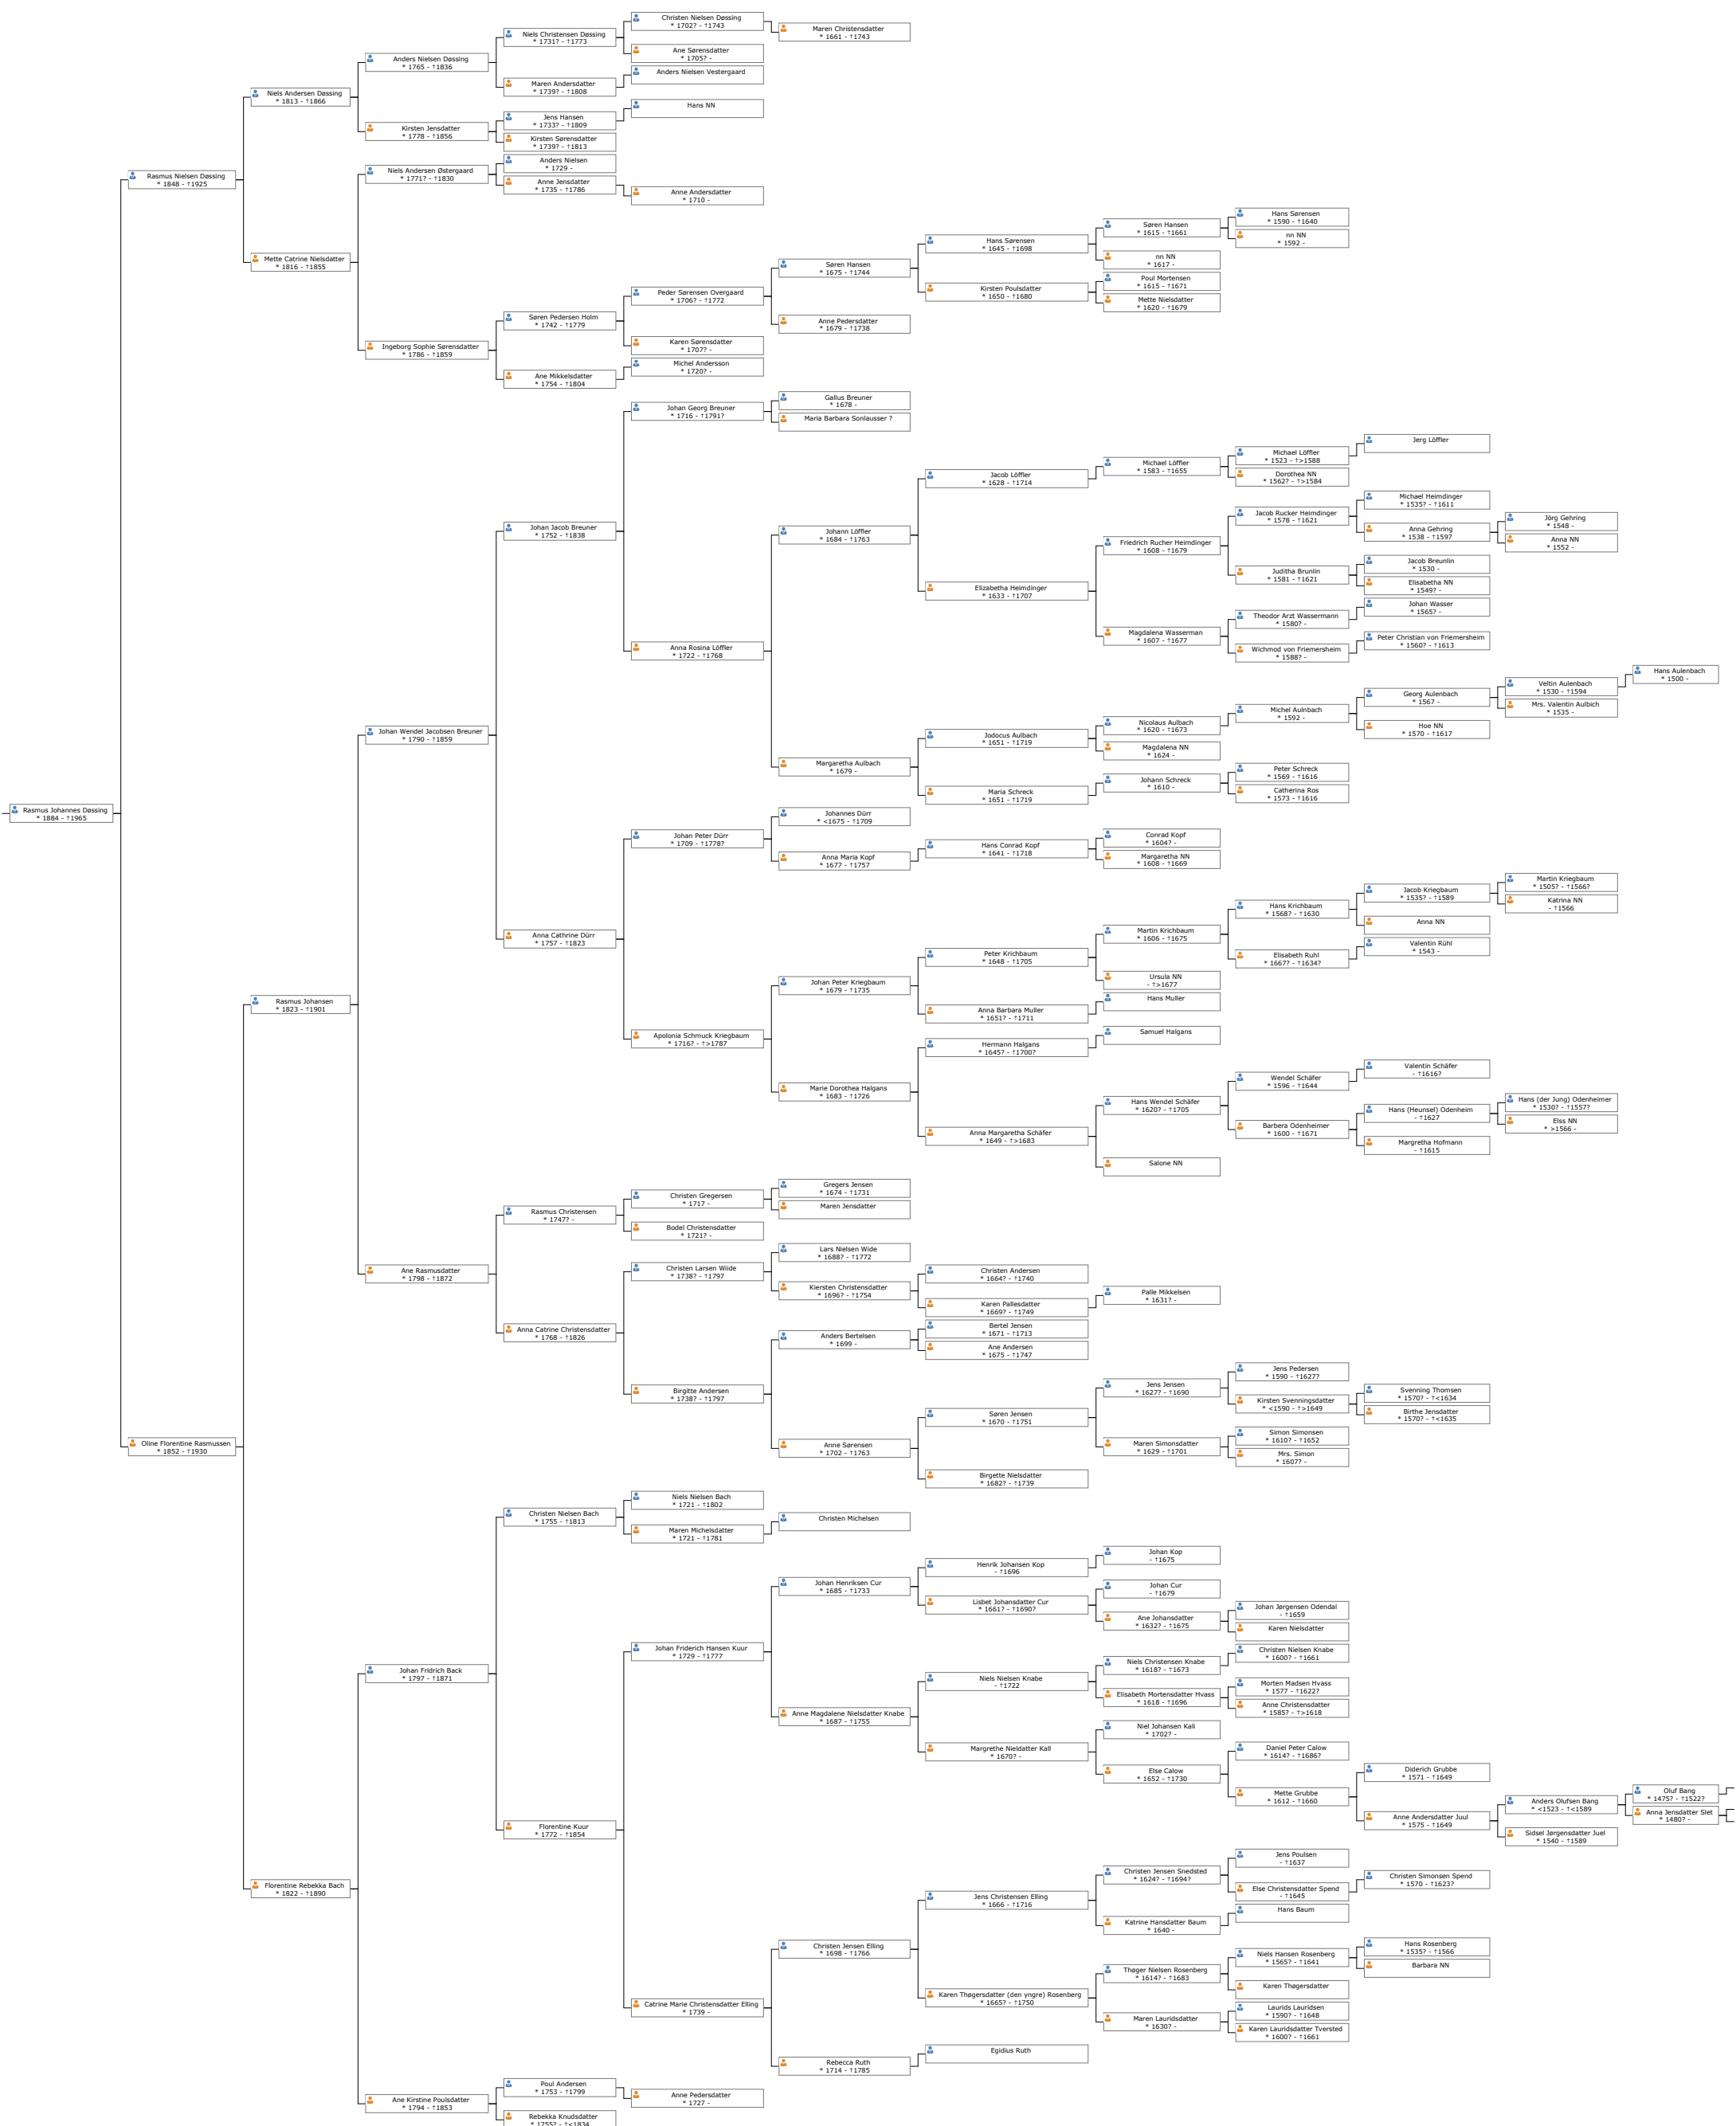 Rasmus Johannes Døssing
* 1884 - †1965
Rasmus Nielsen Døssing
* 1848 - †1925
Oline Florentine Rasmussen
* 1852 - †1930
Niels Andersen Døssing
* 1813 - †1866
Mette Catrine Nielsdatter
* 1816 - †1855
Rasmus Johansen
* 1823 - †1901
Florentine Rebekka Bach
* 1822 - †1890
Anders Nielsen Døssing
* 1765 - †1836
Kirsten Jensdatter
* 1778 - †1856
Niels Andersen Østergaard
* 1771? - †1830
Ingeborg Sophie Sørensdatter
* 1786 - †1859
Johan Wendel Jacobsen Breuner
* 1790 - †1859
Ane Rasmusdatter
* 1798 - †1872
Johan Fridrich Back
* 1797 - †1871
Ane Kirstine Poulsdatter
* 1794 - †1853
Niels Christensen Døssing
* 1731? - †1773
Maren Andersdatter
* 1739? - †1808
Jens Hansen
* 1733? - †1809
Kirsten Sørensdatter
* 1739? - †1813
Anders Nielsen
* 1729 -
Anne Jensdatter
* 1735 - †1786
Søren Pedersen Holm
* 1742 - †1779
Ane Mikkelsdatter
* 1754 - †1804
Johan Jacob Breuner
* 1752 - †1838
Anna Cathrine Dürr
* 1757 - †1823
Rasmus Christensen
* 1747? -
Anna Catrine Christensdatter
* 1768 - †1826
Christen Nielsen Bach
* 1755 - †1813
Florentine Kuur
* 1772 - †1854
Poul Andersen
* 1753 - †1799
Rebekka Knudsdatter
* 1755? - †<1834
Christen Nielsen Døssing
* 1702? - †1743
Ane Sørensdatter
* 1705? -
Anders Nielsen Vestergaard
Hans NN
Anne Andersdatter
* 1710 -
Peder Sørensen Overgaard
* 1706? - †1772
Karen Sørensdatter
* 1707? -
Michel Andersson
* 1720? -
Johan Georg Breuner
* 1716 - †1791?
Anna Rosina Löffler
* 1722 - †1768
Johan Peter Dürr
* 1709 - †1778?
Apolonia Schmuck Kriegbaum
* 1716? - †>1787
Christen Gregersen
* 1717 -
Bodel Christensdatter
* 1721? -
Christen Larsen Wiide
* 1738? - †1797
Birgitte Andersen
* 1738? - †1797
Niels Nielsen Bach
* 1721 - †1802
Maren Michelsdatter
* 1721 - †1781
Johan Friderich Hansen Kuur
* 1729 - †1777
Catrine Marie Christensdatter Elling
* 1739 -
Anne Pedersdatter
* 1727 -
Maren Christensdatter
* 1661 - †1743
Søren Hansen
* 1675 - †1744
Anne Pedersdatter
* 1679 - †1738
Gallus Breuner
* 1678 -
Maria Barbara Sonlausser ?
Johann Löffler
* 1684 - †1763
Margaretha Aulbach
* 1679 -
Johannes Dürr
* <1675 - †1709
Anna Maria Kopf
* 1677 - †1757
Johan Peter Kriegbaum
* 1679 - †1735
Marie Dorothea Halgans
* 1683 - †1726
Gregers Jensen
* 1674 - †1731
Maren Jensdatter
Lars Nielsen Wide
* 1688? - †1772
Kiersten Christensdatter
* 1696? - †1754
Anders Bertelsen
* 1699 -
Anne Sørensen
* 1702 - †1763
Christen Michelsen
Johan Henriksen Cur
* 1685 - †1733
Anne Magdalene Nielsdatter Knabe
* 1687 - †1755
Christen Jensen Elling
* 1698 - †1766
Rebecca Ruth
* 1714 - †1785
Hans Sørensen
* 1645 - †1698
Kirsten Poulsdatter
* 1650 - †1680
Jacob Löffler
* 1628 - †1714
Elizabetha Heimdinger
* 1633 - †1707
Jodocus Aulbach
* 1651 - †1719
Maria Schreck
* 1651 - †1719
Hans Conrad Kopf
* 1641 - †1718
Peter Krichbaum
* 1648 - †1705
Anna Barbara Muller
* 1651? - †1711
Hermann Halgans
* 1645? - †1700?
Anna Margaretha Schäfer
* 1649 - †>1683
Christen Andersen
* 1664? - †1740
Karen Pallesdatter
* 1669? - †1749
Bertel Jensen
* 1671 - †1713
Ane Andersen
* 1675 - †1747
Søren Jensen
* 1670 - †1751
Birgette Nielsdatter
* 1682? - †1739
Henrik Johansen Kop
- †1696
Lisbet Johansdatter Cur
* 1661? - †1690?
Niels Nielsen Knabe
- †1722
Margrethe Nieldatter Kall
* 1670? -
Jens Christensen Elling
* 1666 - †1716
Karen Thøgersdatter (den yngre) Rosenberg
* 1665? - †1750
Egidius Ruth
Søren Hansen
* 1615 - †1661
nn NN
* 1617 -
Poul Mortensen
* 1615 - †1671
Mette Nielsdatter
* 1620 - †1679
Michael Löffler
* 1583 - †1655
Friedrich Rucher Heimdinger
* 1608 - †1679
Magdalena Wasserman
* 1607 - †1677
Nicolaus Aulbach
* 1620 - †1673
Magdalena NN
* 1624 -
Johann Schreck
* 1610 -
Conrad Kopf
* 1604? -
Margaretha NN
* 1608 - †1669
Martin Krichbaum
* 1606 - †1675
Ursula NN
- †>1677
Hans Muller
Samuel Halgans
Hans Wendel Schäfer
* 1620? - †1705
Salone NN
Palle Mikkelsen
* 1631? -
Jens Jensen
* 1627? - †1690
Maren Simonsdatter
* 1629 - †1701
Johan Kop
- †1675
Johan Cur
- †1679
Ane Johansdatter
* 1632? - †1675
Niels Christensen Knabe
* 1618? - †1673
Elisabeth Mortensdatter Hvass
* 1618 - †1696
Niel Johansen Kali
* 1702? -
Else Calow
* 1652 - †1730
Christen Jensen Snedsted
* 1624? - †1694?
Katrine Hansdatter Baum
* 1640 -
Thøger Nielsen Rosenberg
* 1614? - †1683
Maren Lauridsdatter
* 1630? -
Hans Sørensen
* 1590 - †1640
nn NN
* 1592 -
Michael Löffler
* 1523 - †>1588
Dorothea NN
* 1562? - †>1584
Jacob Rucker Heimdinger
* 1578 - †1621
Juditha Brunlin
* 1581 - †1621
Theodor Arzt Wassermann
* 1580? -
Wichmod von Friemersheim
* 1588? -
Michel Aulnbach
* 1592 -
Peter Schreck
* 1569 - †1616
Catherina Ros
* 1573 - †1616
Hans Krichbaum
* 1568? - †1630
Elisabeth Ruhl
* 1667? - †1634?
Wendel Schäfer
* 1596 - †1644
Barbera Odenheimer
* 1600 - †1671
Jens Pedersen
* 1590 - †1627?
Kirsten Svenningsdatter
* <1590 - †>1649
Simon Simonsen
* 1610? - †1652
Mrs. Simon
* 1607? -
Johan Jørgensen Odendal
- †1659
Karen Nielsdatter
Christen Nielsen Knabe
* 1600? - †1661
Morten Madsen Hvass
* 1577 - †1622?
Anne Christensdatter
* 1585? - †>1618
Daniel Peter Calow
* 1614? - †1686?
Mette Grubbe
* 1612 - †1660
Jens Poulsen
- †1637
Else Christensdatter Spend
- †1645
Hans Baum
Niels Hansen Rosenberg
* 1565? - †1641
Karen Thøgersdatter
Laurids Lauridsen
* 1590? - †1648
Karen Lauridsdatter Tversted
* 1600? - †1661
Jerg Löffler
Michael Heimdinger
* 1535? - †1611
Anna Gehring
* 1538 - †1597
Jacob Breunlin
* 1530 -
Elisabetha NN
* 1549? -
Johan Wasser
* 1565? -
Peter Christian von Friemersheim
* 1560? - †1613
Georg Aulenbach
* 1567 -
Hoe NN
* 1570 - †1617
Jacob Kriegbaum
* 1535? - †1589
Anna NN
Valentin Rühl
* 1543 -
Valentin Schäfer
- †1616?
Hans (Heunsel) Odenheim
- †1627
Margretha Hofmann
- †1615
Svenning Thomsen
* 1570? - †<1634
Birthe Jensdatter
* 1570? - †<1635
Diderich Grubbe
* 1571 - †1649
Anne Andersdatter Juul
* 1575 - †1649
Christen Simonsen Spend
* 1570 - †1623?
Hans Rosenberg
* 1535? - †1566
Barbara NN
Jörg Gehring
* 1548 -
Anna NN
* 1552 -
Veltin Aulenbach
* 1530 - †1594
Mrs. Valentin Aulbich
* 1535 -
Martin Kriegbaum
* 1505? - †1566?
Katrina NN
- †1566
Hans (der Jung) Odenheimer
* 1530? - †1557?
Elss NN
* >1566 -
Anders Olufsen Bang
* <1523 - †<1589
Sidsel Jørgensdatter Juel
* 1540 - †1589
Hans Aulenbach
* 1500 -
Oluf Bang
* 1475? - †1522?
Anna Jensdatter Slet
* 1480? -